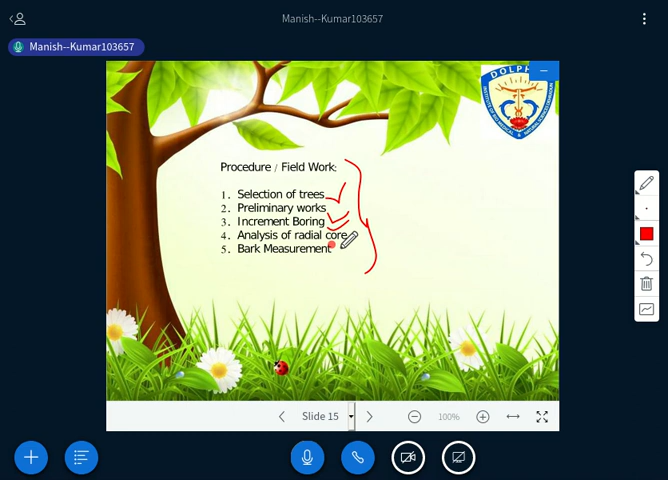 Manish--Kumar103657
Manish--Kumar103657
DOLPH
Procedure / Field Work:
1. Selection of trees
2. Preliminary works
3. Increment Boring
4. Analysis of radial core
5. Bark Measurement
Slide 15
100%